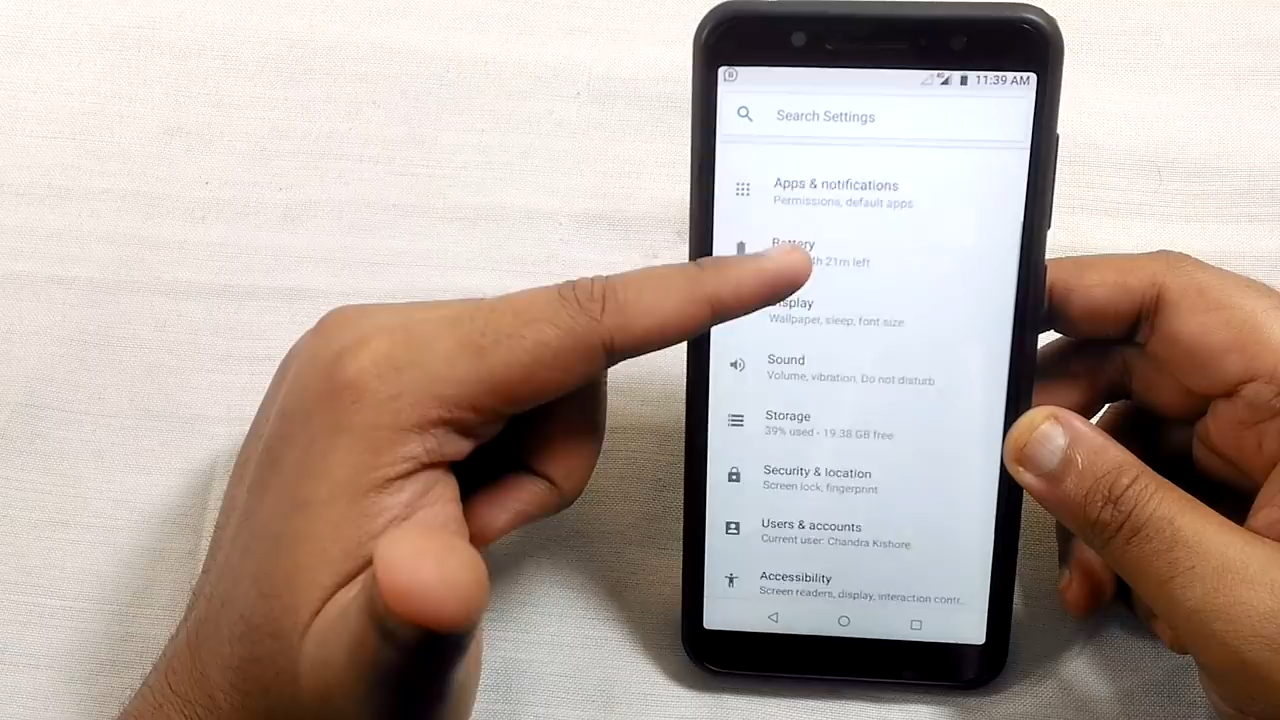 4G 11:39 AM
Search Settings
Apps & notifications
Permissions, default apps
Battery
21m left
Display
Wallpaper, sleep, font size
Sound
Volume, vibration, Do not disturb
Storage
39% used - 19.38 GB free
Security & location
Screen lock, fingerprint
Users & accounts
Current user: Chandra Kishore
Accessibility
Screen readers, display, interaction contr...